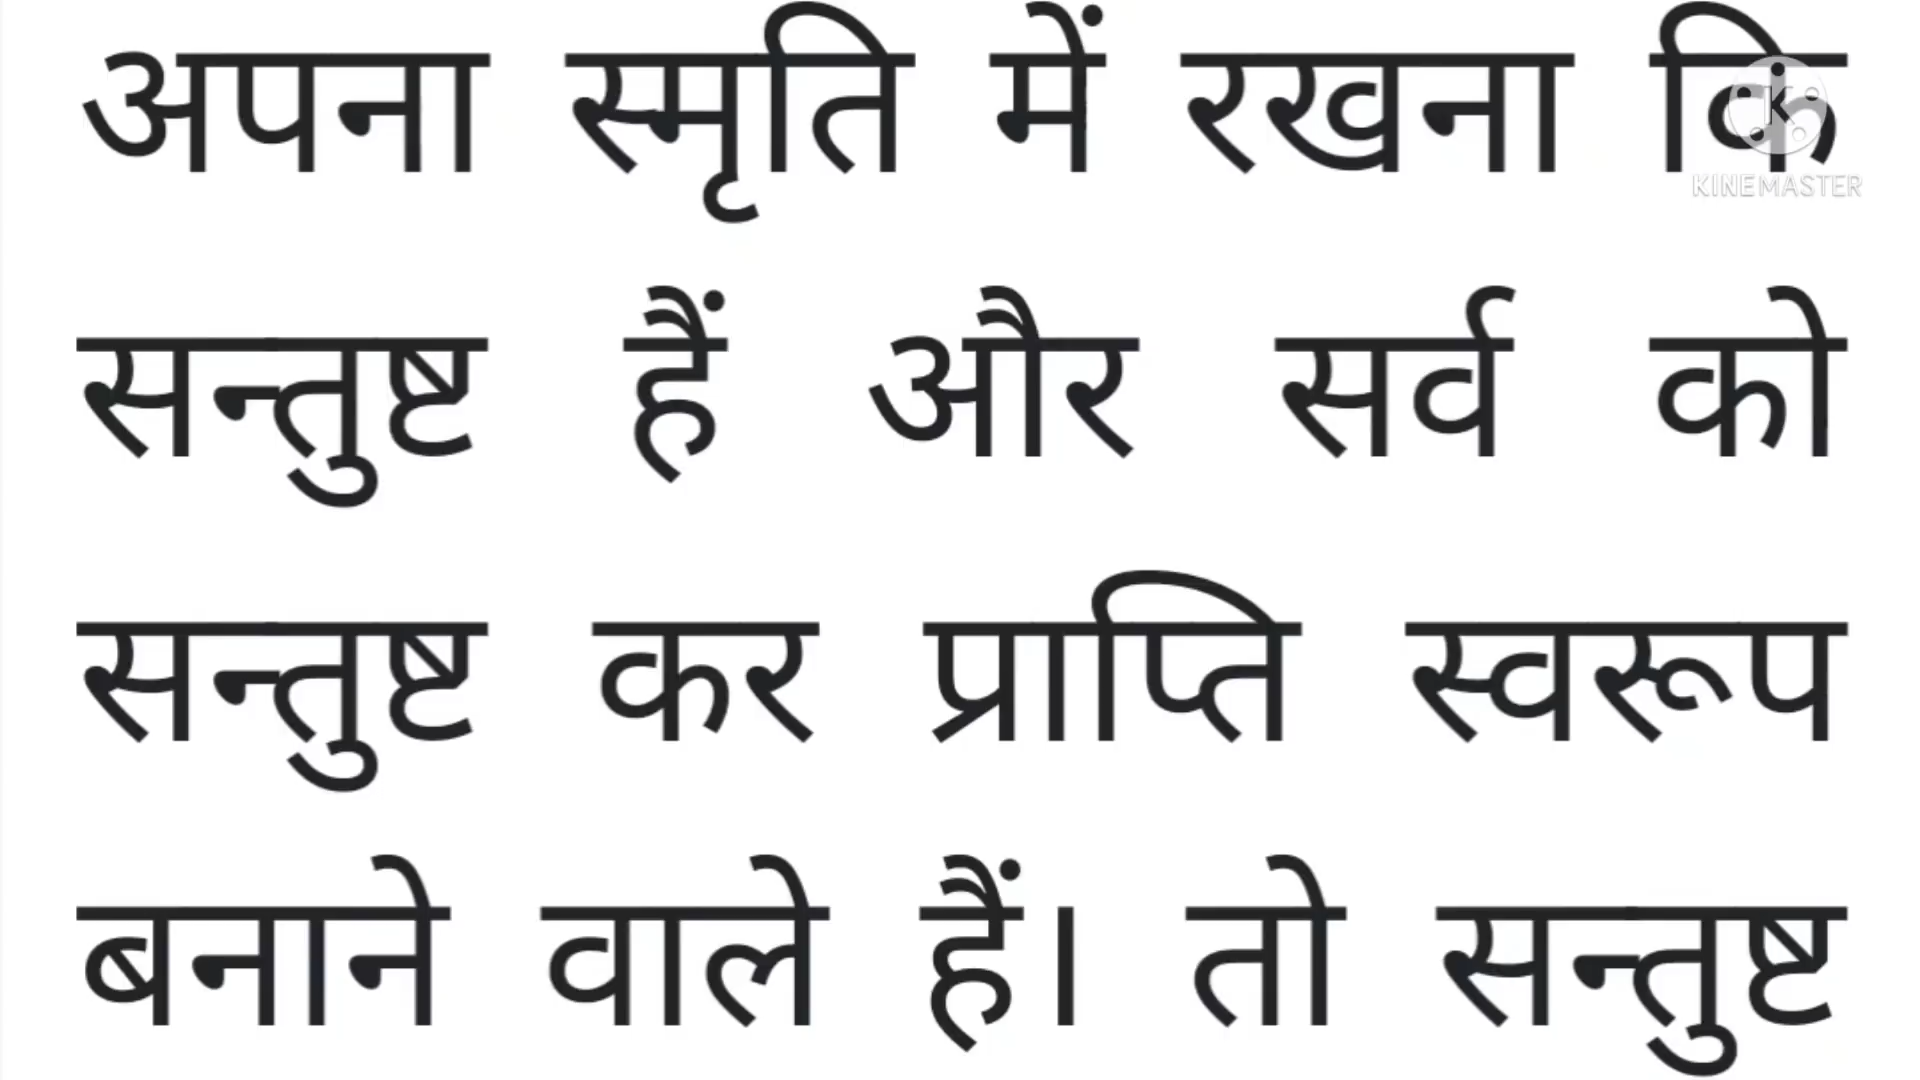 अपना स्मृति में रखना कि
KINEMASTER
सन्तुष्ट हैं और सर्व को
सन्तुष्ट कर प्राप्ति स्वरूप
बनाने वाले हैं। तो सन्तुष्ट